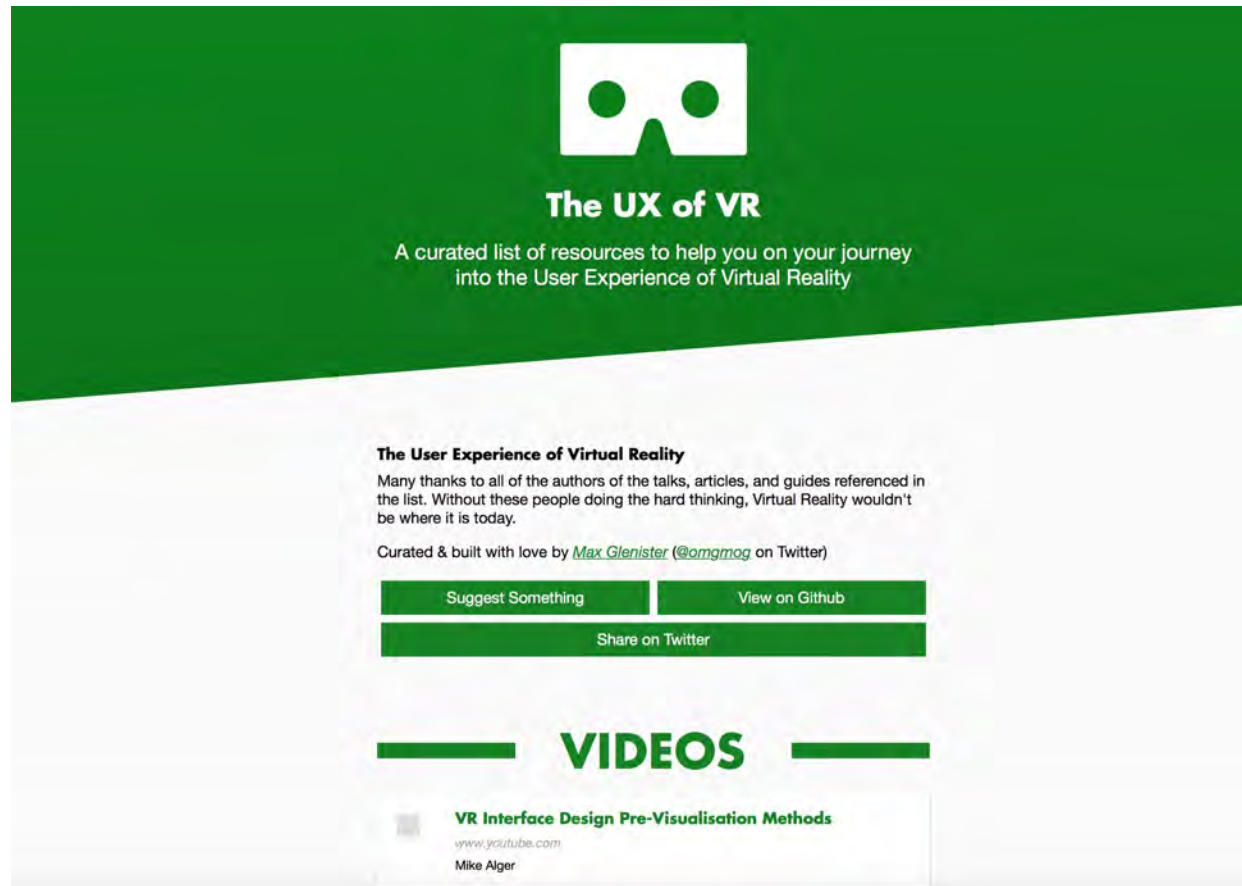 The UX of VR
A curated list of resources to help you on your journey
into the User Experience of Virtual Reality
The User Experience of Virtual Reality
Many thanks to all of the authors of the talks, articles, and guides referenced in
the list. Without these people doing the hard thinking, Virtual Reality wouldn't
be where it is today.
Curated & built with love by Max Glenister (@omgmog on Twitter)
Suggest Something
View on Github
Share on Twitter
VIDEOS
VR Interface Design Pre-Visualisation Methods
www.youtube.com
Mike Alger